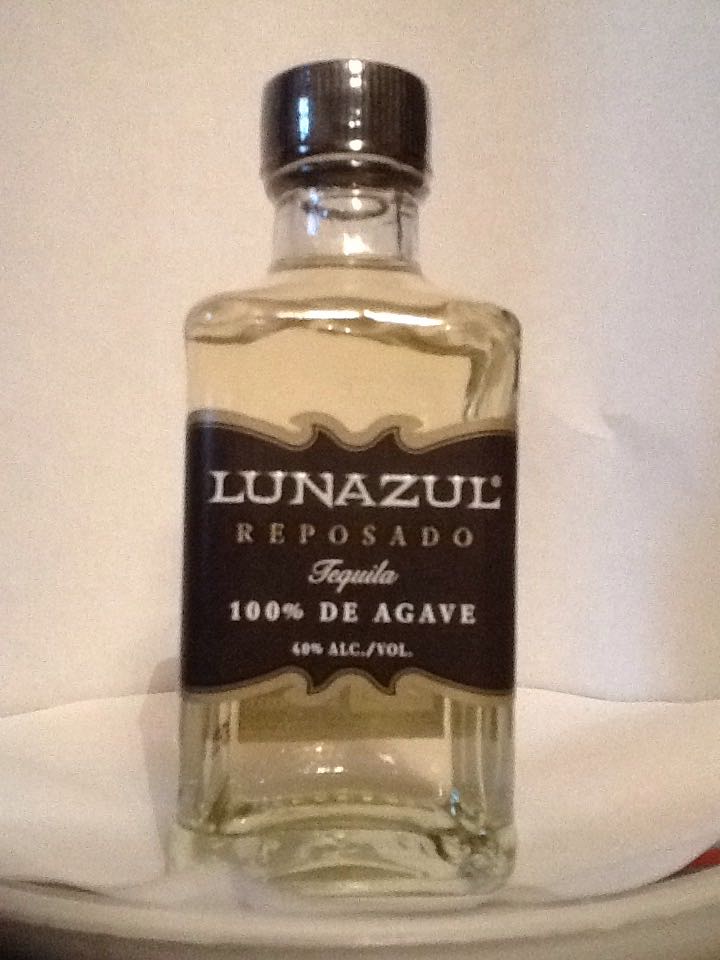 LUNAZUL®
REPOSADO
Tequila
100% DE AGAVE
40% ALC./VOL.